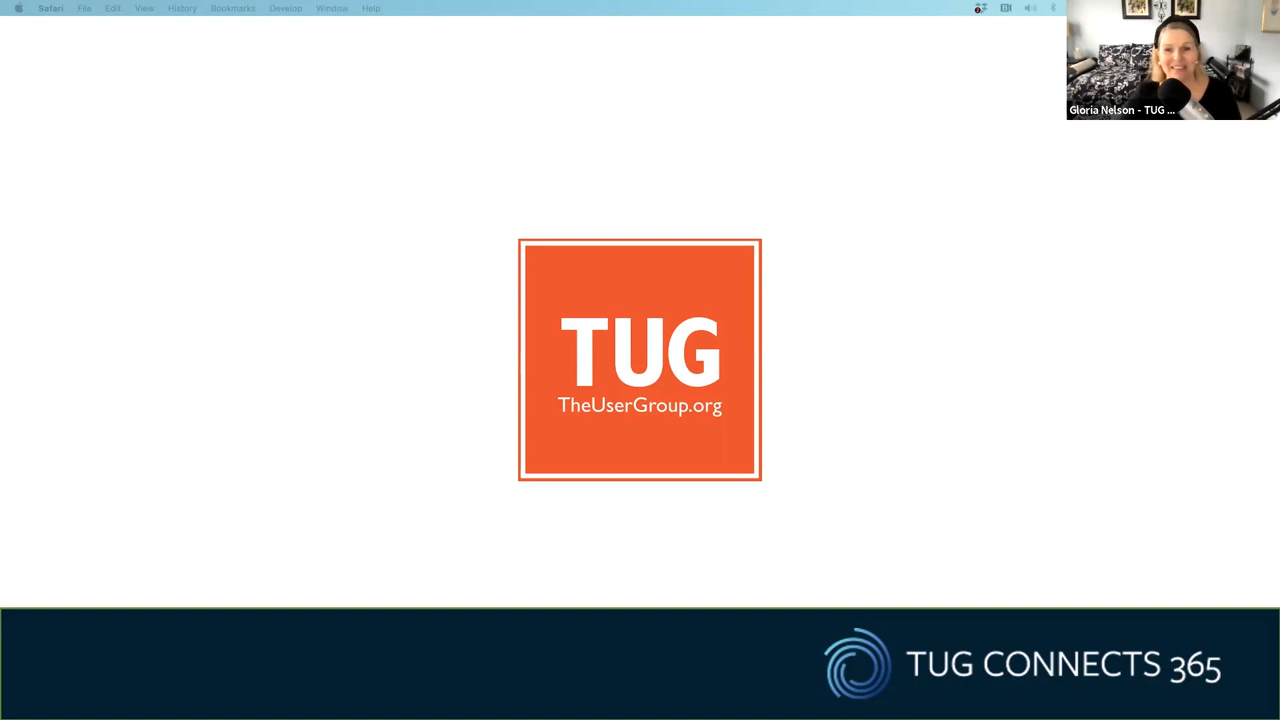 Safari File Edit View History Bookmarks Develop Window Help
Gloria Nelson - TUG ...
TUG
TheUserGroup.org
TUG CONNECTS 365